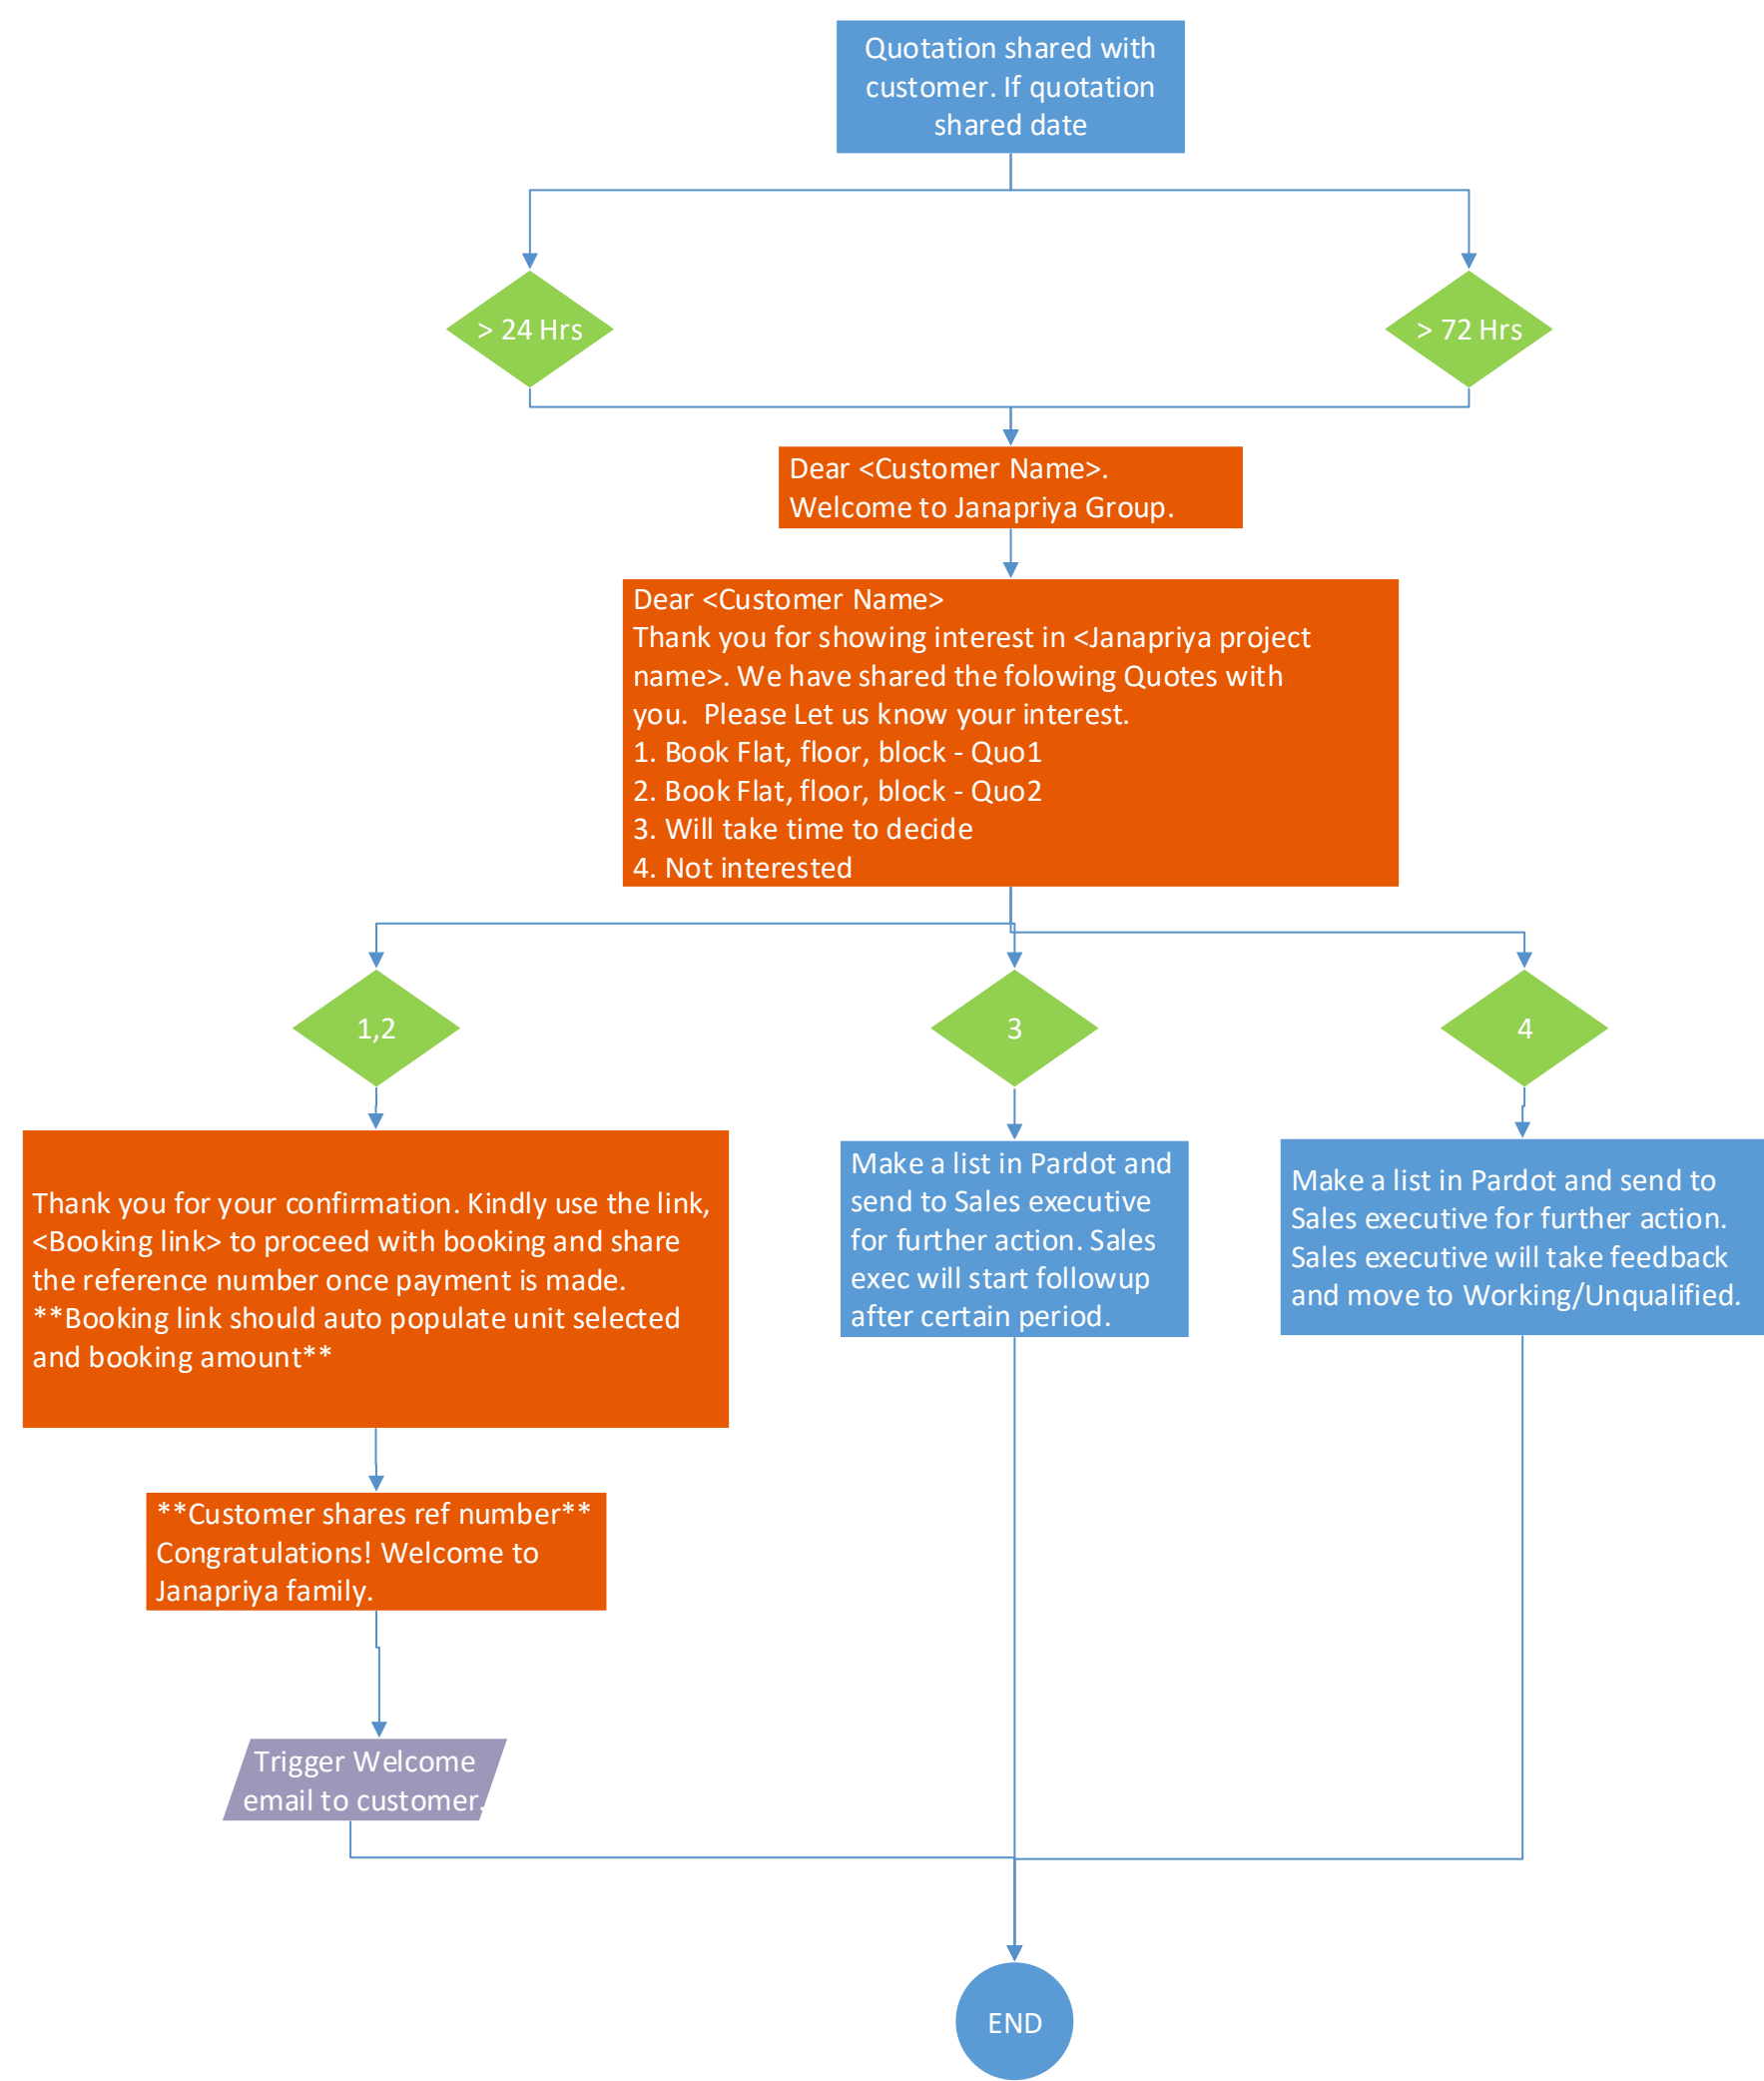 Quotation shared with
customer. If quotation
shared date
> 24 Hrs
> 72 Hrs
Dear <Customer Name>.
Welcome to Janapriya Group.
Dear <Customer Name>
Thank you for showing interest in <Janapriya project
name>. We have shared the folowing Quotes with
you.  Please Let us know your interest.
1. Book Flat, floor, block - Quo1
2. Book Flat, floor, block - Quo2
3. Will take time to decide
4. Not interested
1,2
3
4
Thank you for your confirmation. Kindly use the link,
<Booking link> to proceed with booking and share
the reference number once payment is made.
**Booking link should auto populate unit selected
and booking amount**
Make a list in Pardot and
send to Sales executive
for further action. Sales
exec will start followup
after certain period.
Make a list in Pardot and send to
Sales executive for further action.
Sales executive will take feedback
and move to Working/Unqualified.
**Customer shares ref number**
Congratulations! Welcome to
Janapriya family.
Trigger Welcome
email to customer.
END